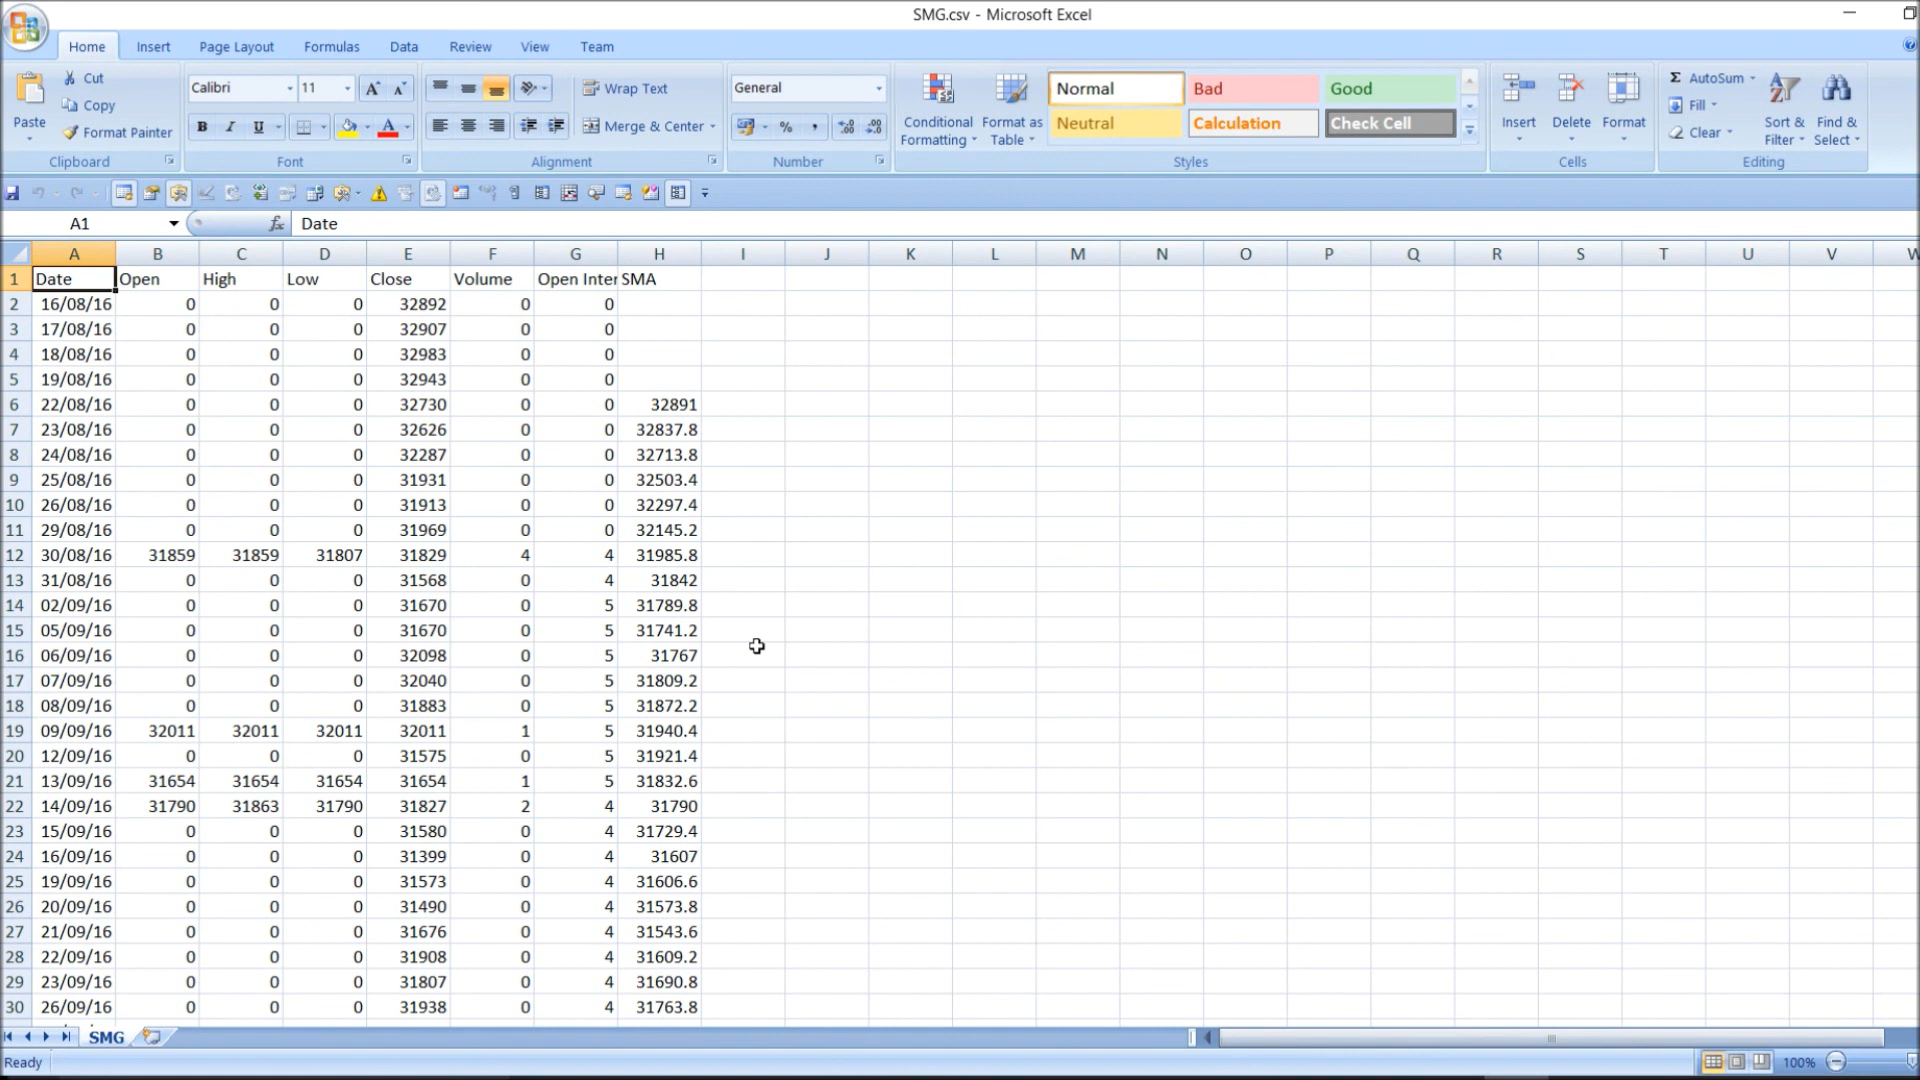 SMG.csv - Microsoft Excel
Home Insert Page Layout Formulas Data Review View Team
Paste
Cut
Copy
Format Painter
Clipboard
Calibri 11
B I U
Font
Wrap Text
Merge & Center
Alignment
General
%
Number
Conditional Formatting
Format as Table
Normal Bad Good
Neutral Calculation Check Cell
Styles
Insert Delete Format
Cells
AutoSum
Fill
Clear
Sort & Filter
Find & Select
Editing
A1 fx Date
A B C D E F G H I J K L M N O P Q R S T U V W
1 Date Open High Low Close Volume Open Inter SMA
2 16/08/16 0 0 0 32892 0 0
3 17/08/16 0 0 0 32907 0 0
4 18/08/16 0 0 0 32983 0 0
5 19/08/16 0 0 0 32943 0 0
6 22/08/16 0 0 0 32730 0 0 32891
7 23/08/16 0 0 0 32626 0 0 32837.8
8 24/08/16 0 0 0 32287 0 0 32713.8
9 25/08/16 0 0 0 31931 0 0 32503.4
10 26/08/16 0 0 0 31913 0 0 32297.4
11 29/08/16 0 0 0 31969 0 0 32145.2
12 30/08/16 31859 31859 31807 31829 4 4 31985.8
13 31/08/16 0 0 0 31568 0 4 31842
14 02/09/16 0 0 0 31670 0 5 31789.8
15 05/09/16 0 0 0 31670 0 5 31741.2
16 06/09/16 0 0 0 32098 0 5 31767
17 07/09/16 0 0 0 32040 0 5 31809.2
18 08/09/16 0 0 0 31883 0 5 31872.2
19 09/09/16 32011 32011 32011 32011 1 5 31940.4
20 12/09/16 0 0 0 31575 0 5 31921.4
21 13/09/16 31654 31654 31654 31654 1 5 31832.6
22 14/09/16 31790 31863 31790 31827 2 4 31790
23 15/09/16 0 0 0 31580 0 4 31729.4
24 16/09/16 0 0 0 31399 0 4 31607
25 19/09/16 0 0 0 31573 0 4 31606.6
26 20/09/16 0 0 0 31490 0 4 31573.8
27 21/09/16 0 0 0 31676 0 4 31543.6
28 22/09/16 0 0 0 31908 0 4 31609.2
29 23/09/16 0 0 0 31807 0 4 31690.8
30 26/09/16 0 0 0 31938 0 4 31763.8
SMG
Ready 100%